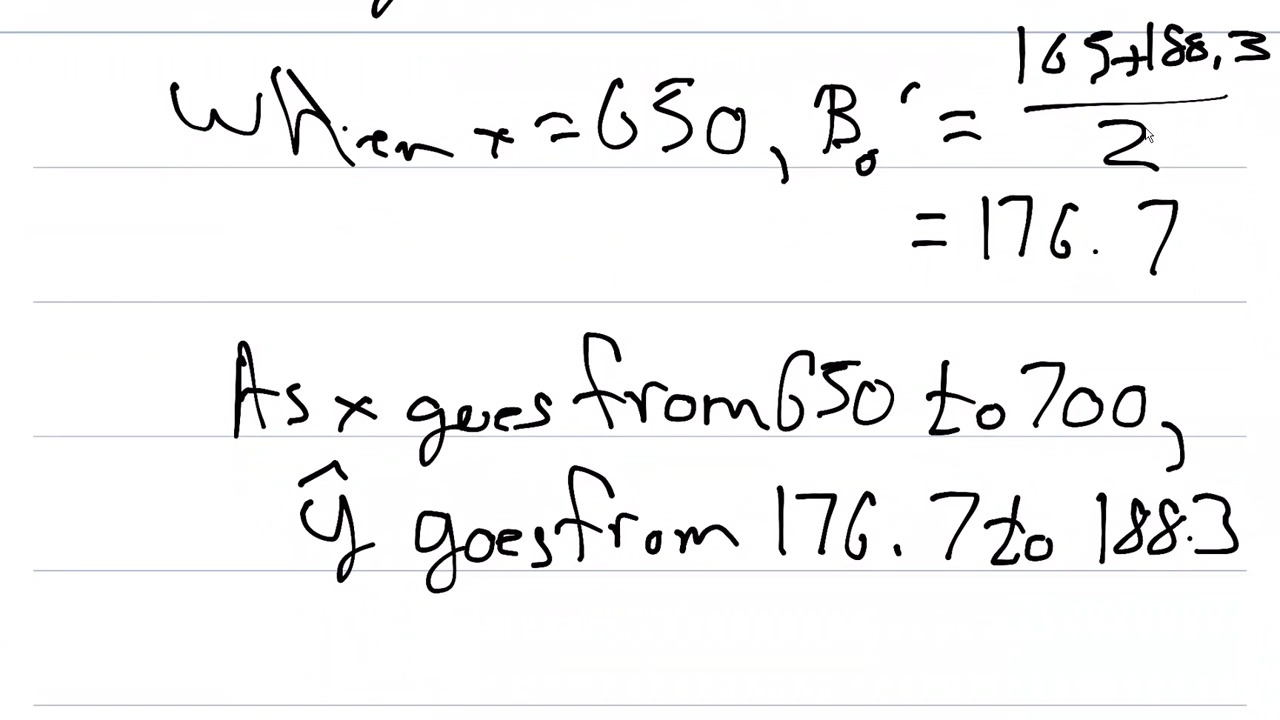 When x = 650, B₀′ = (165+188.3)/2
= 176.7
As x goes from 650 to 700,
ŷ goes from 176.7 to 188.3